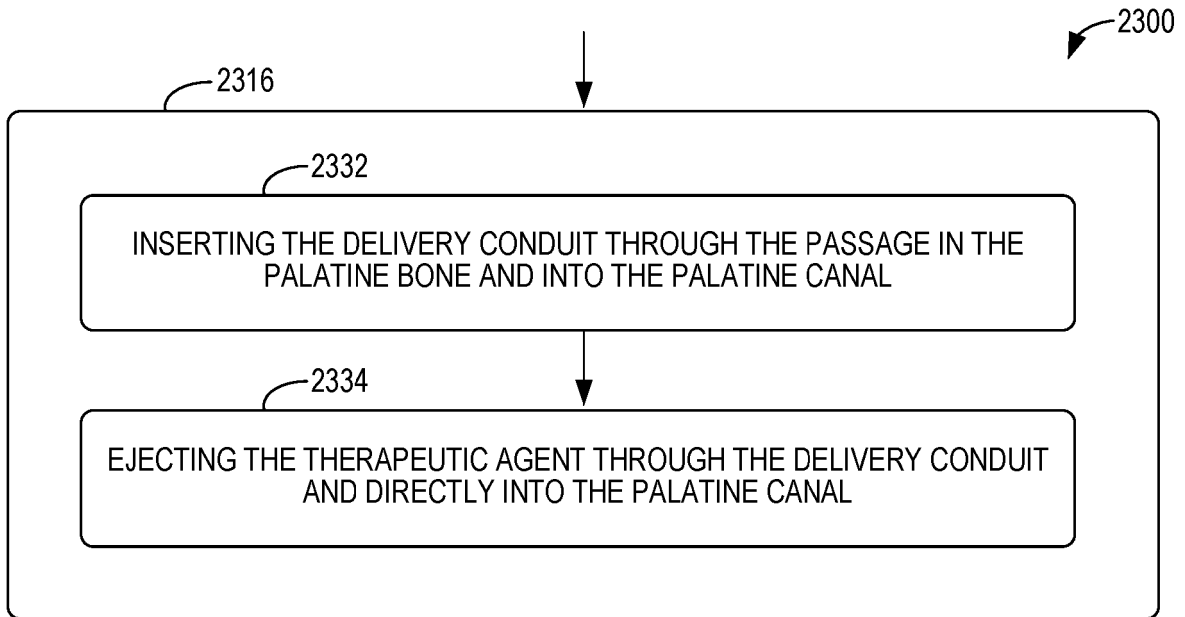 2300
2316
2332
INSERTING THE DELIVERY CONDUIT THROUGH THE PASSAGE IN THE
PALATINE BONE AND INTO THE PALATINE CANAL
2334
EJECTING THE THERAPEUTIC AGENT THROUGH THE DELIVERY CONDUIT
AND DIRECTLY INTO THE PALATINE CANAL